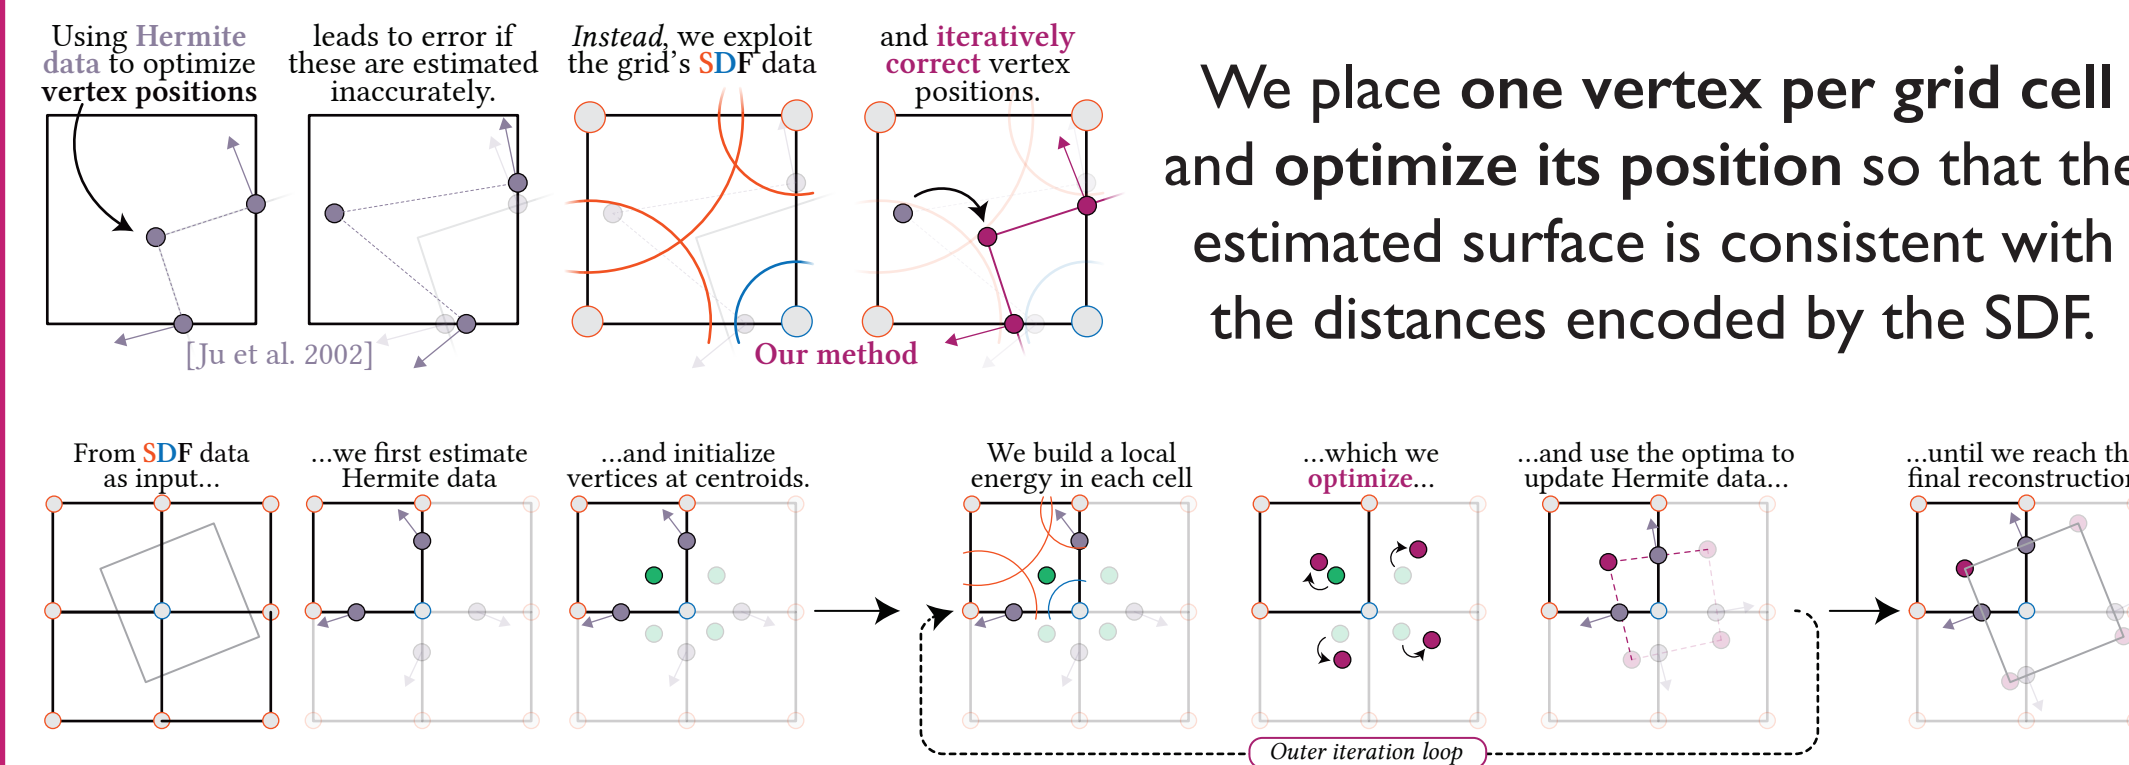 Using Hermite
data to optimize
vertex positions
leads to error if
these are estimated
inaccurately.
Instead, we exploit
the grid's SDF data
and iteratively
correct vertex
positions.
[Ju et al. 2002]
Our method
We place one vertex per grid cell
and optimize its position so that the
estimated surface is consistent with
the distances encoded by the SDF.
From SDF data
as input...
...we first estimate
Hermite data
...and initialize
vertices at centroids.
We build a local
energy in each cell
...which we
optimize...
...and use the optima to
update Hermite data...
...until we reach th
final reconstruction
Outer iteration loop